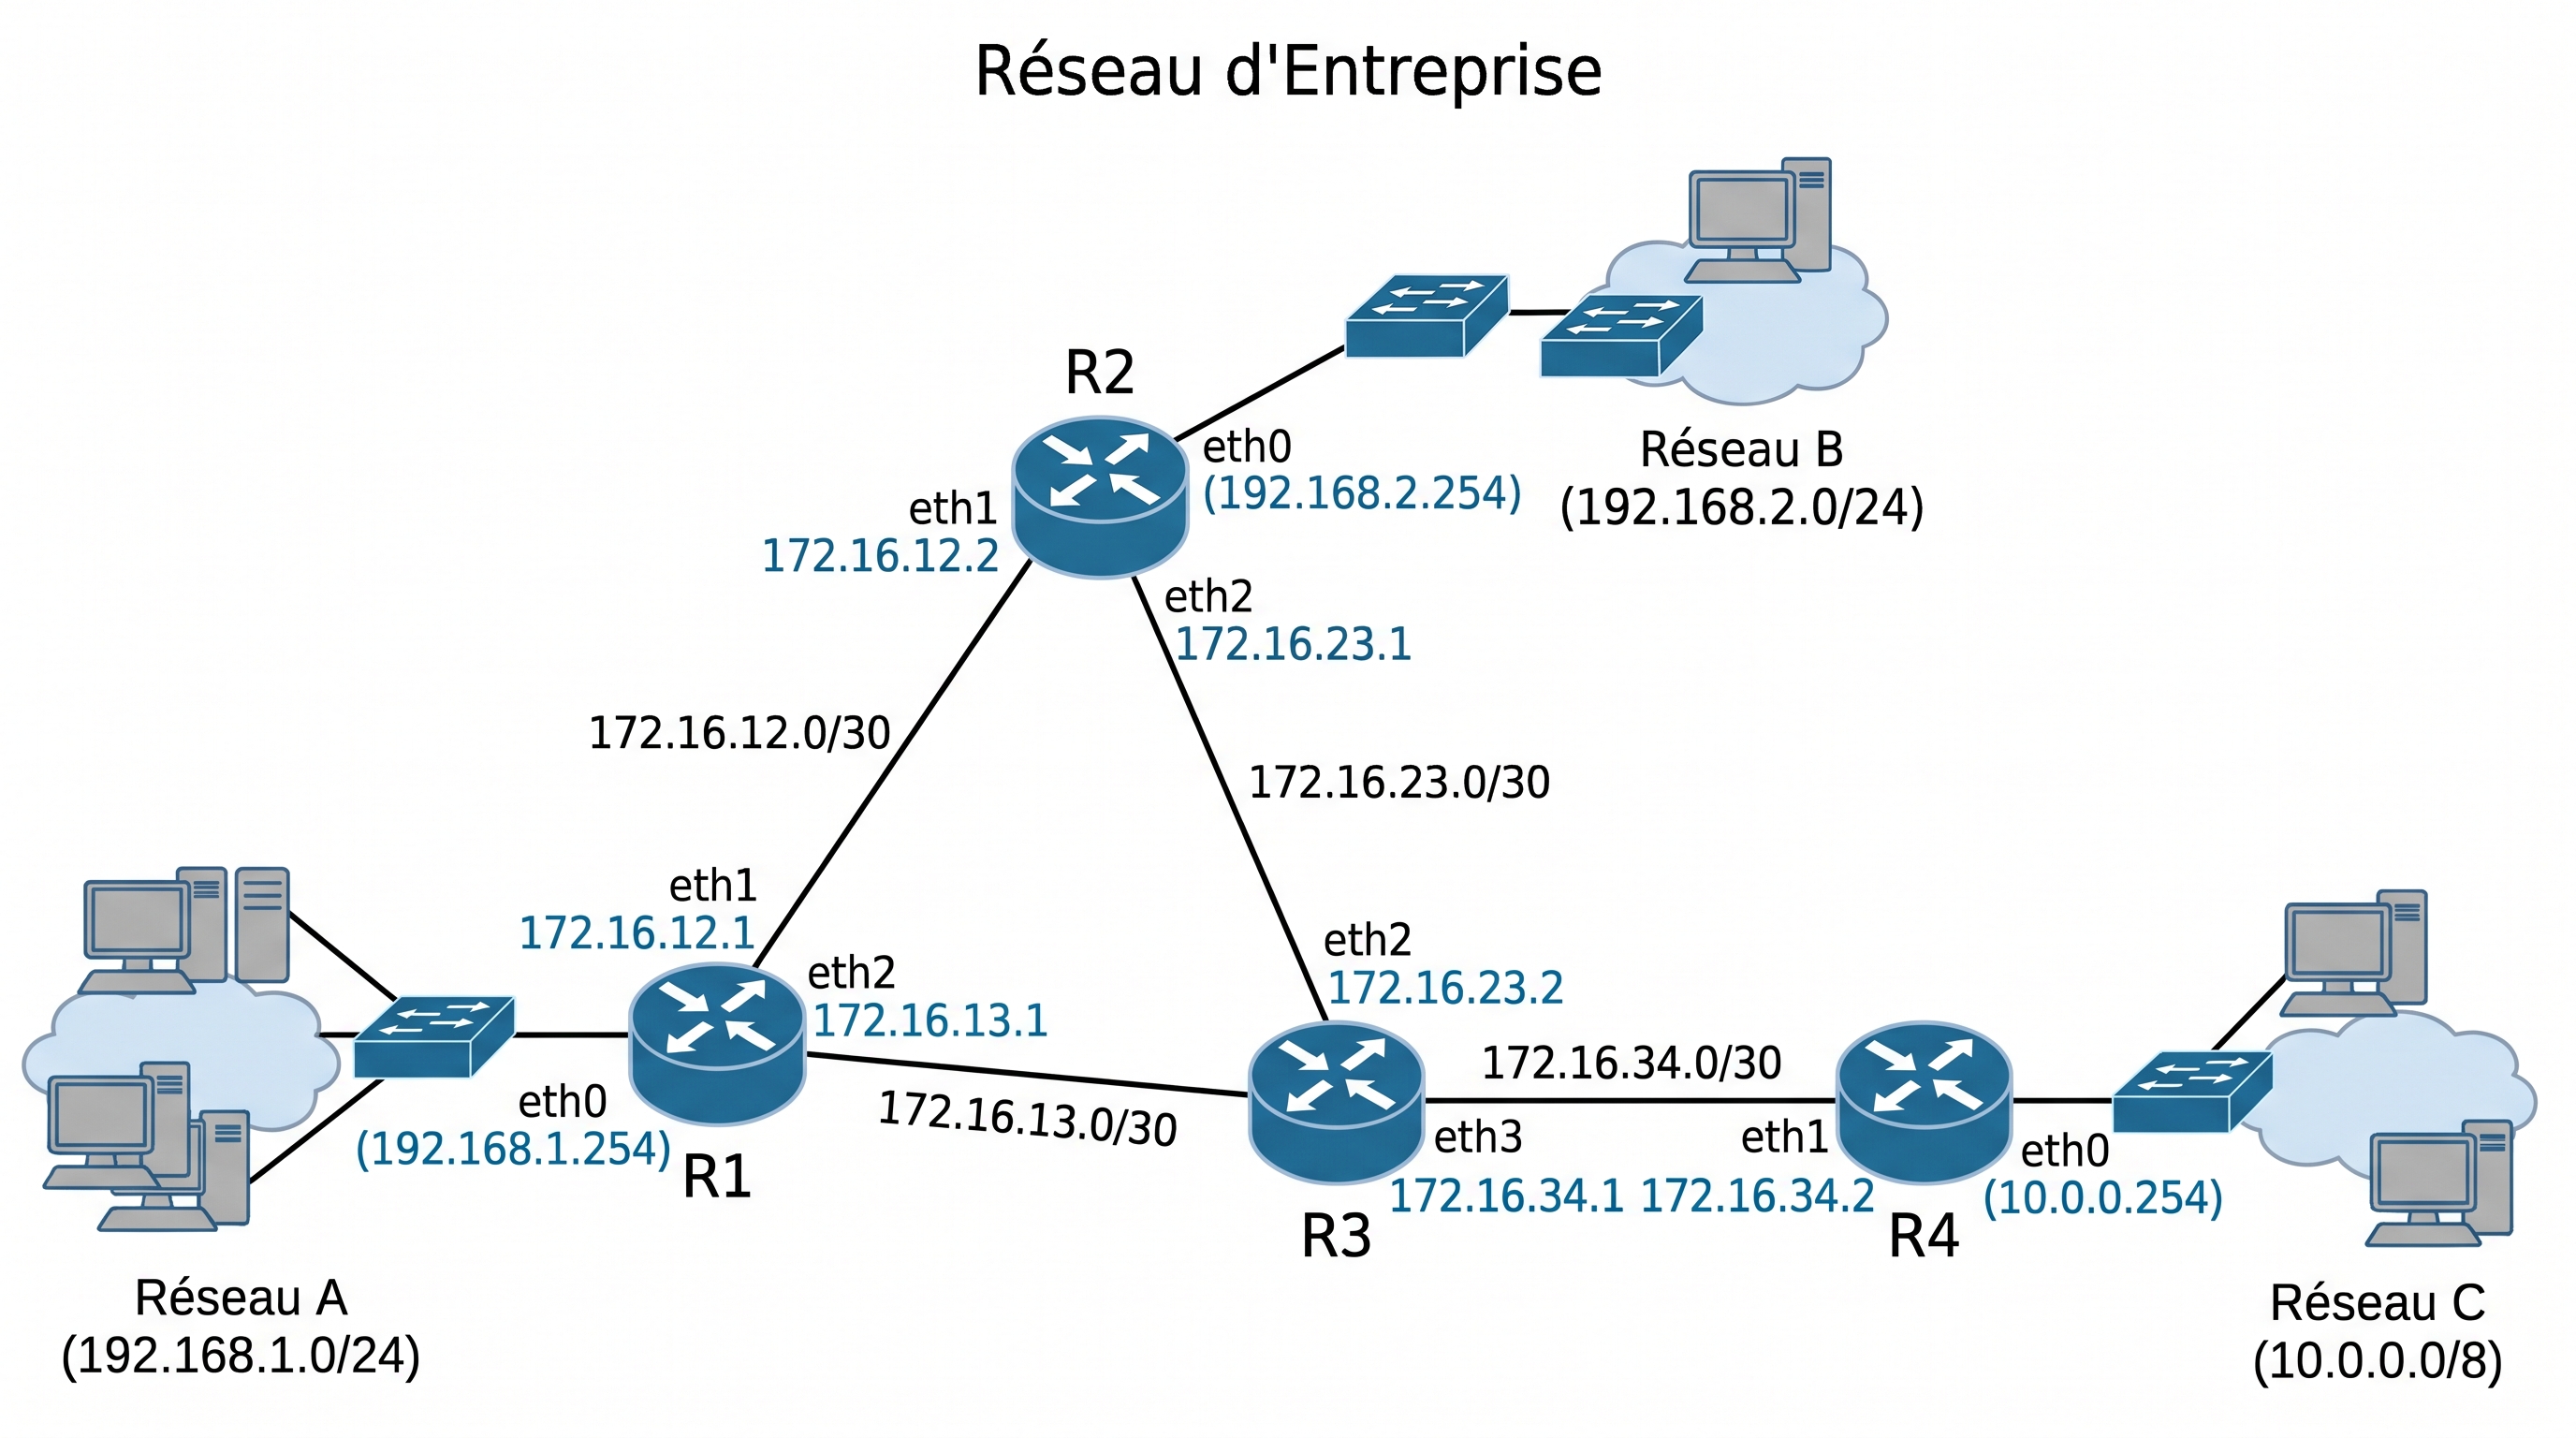 Réseau d'Entreprise
R2
eth0
(192.168.2.254)
Réseau B
(192.168.2.0/24)
eth1
172.16.12.2
eth2
172.16.23.1
172.16.12.0/30
172.16.23.0/30
eth1
172.16.12.1
eth2
172.16.13.1
eth2
172.16.23.2
172.16.34.0/30
eth0
(192.168.1.254)
R1
172.16.13.0/30
eth3
172.16.34.1
eth1
172.16.34.2
eth0
(10.0.0.254)
R3
R4
Réseau A
(192.168.1.0/24)
Réseau C
(10.0.0.0/8)